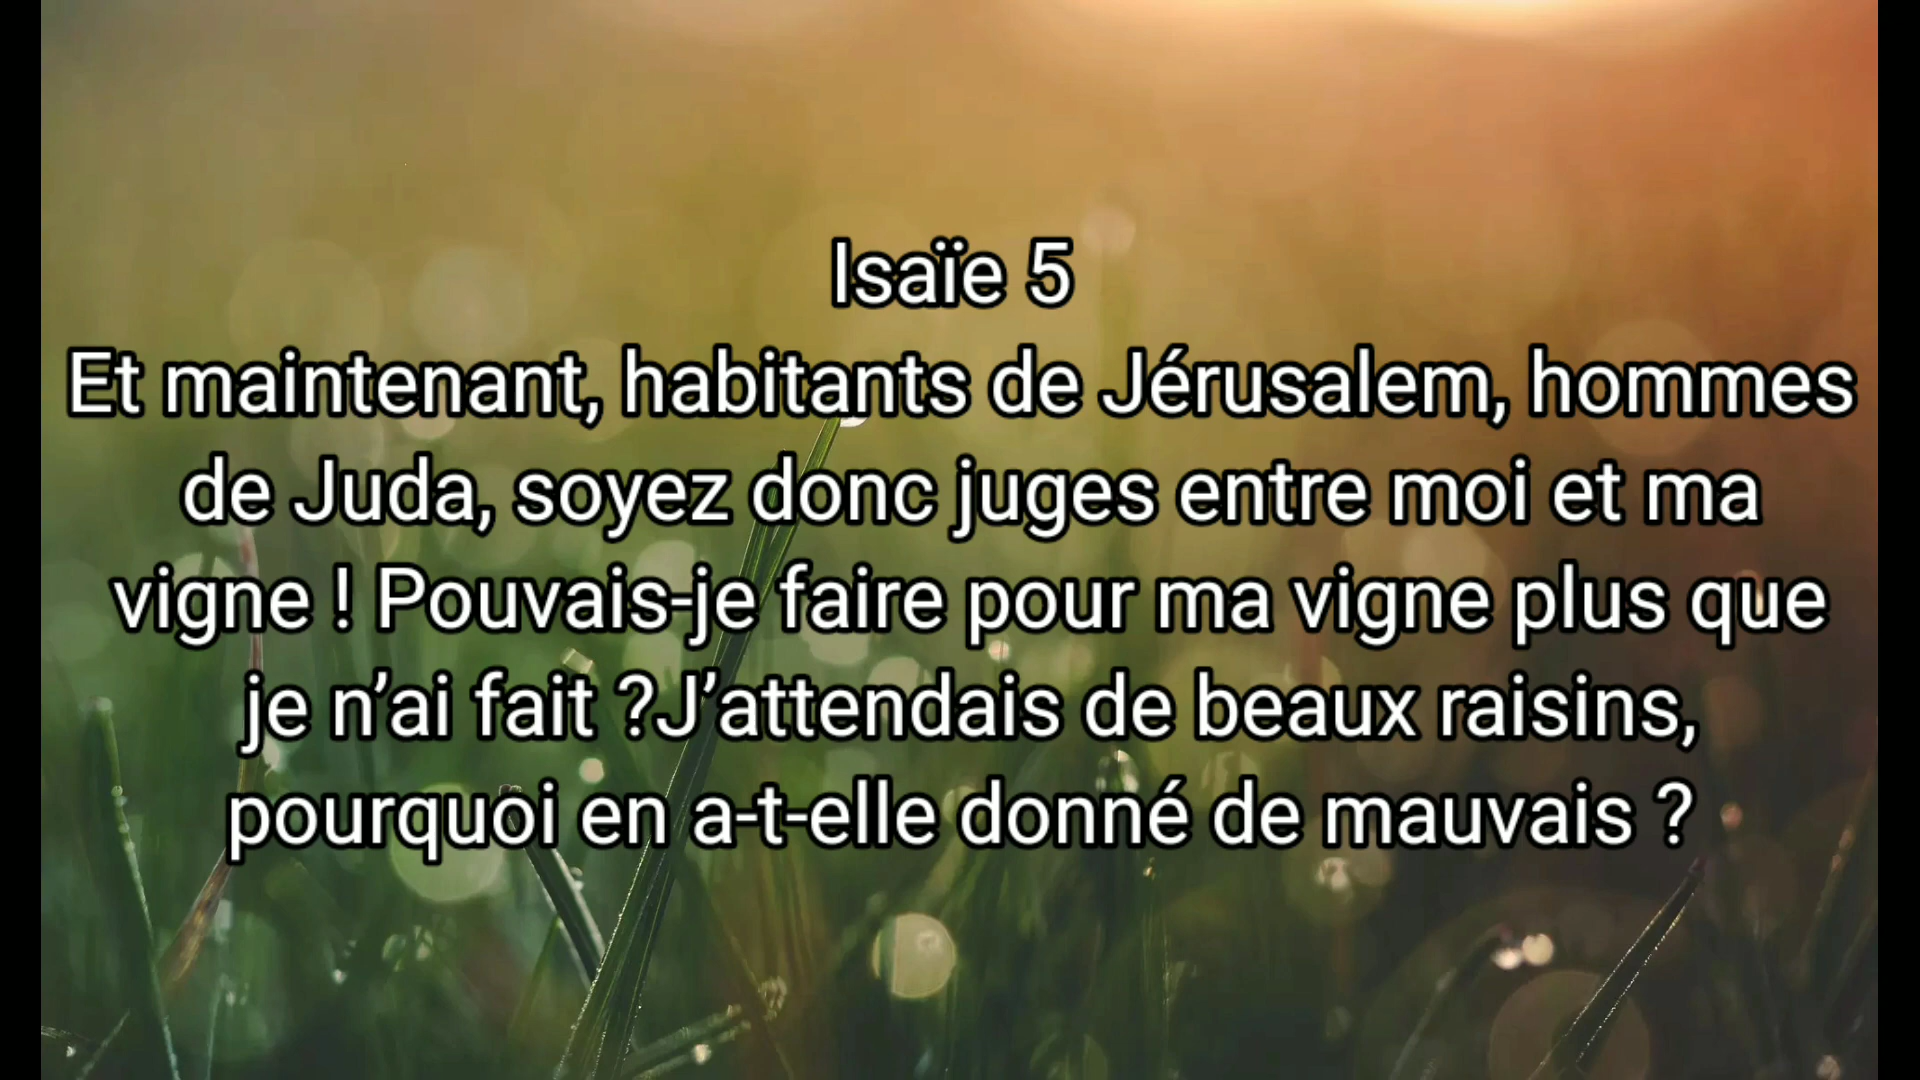 Isaïe 5
Et maintenant, habitants de Jérusalem, hommes
de Juda, soyez donc juges entre moi et ma
vigne ! Pouvais-je faire pour ma vigne plus que
je n’ai fait ?J’attendais de beaux raisins,
pourquoi en a-t-elle donné de mauvais ?